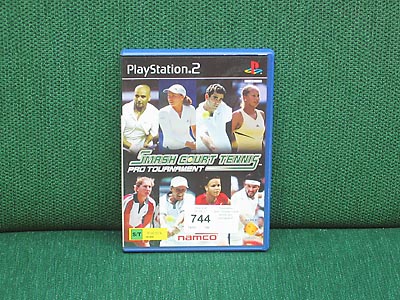 PlayStation.2
SMASH COURT TENNIS
PRO TOURNAMENT
744
namco
S/T